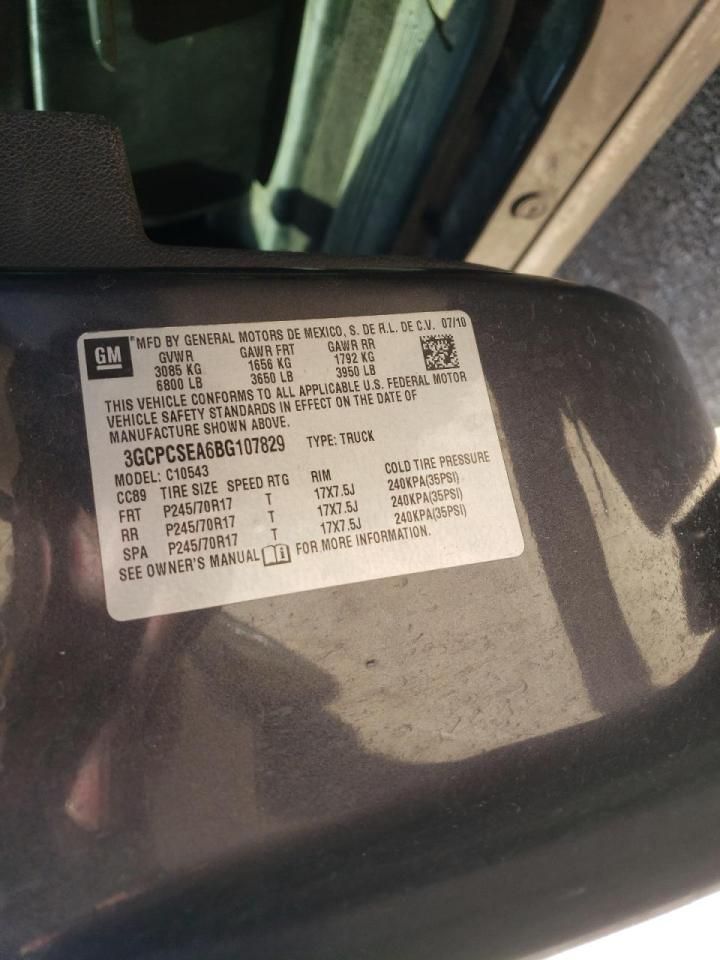 GM
*MFD BY GENERAL MOTORS DE MEXICO, S. DE R.L. DE C.V. 07/10
GVWR GAWR FRT GAWR RR
3085 KG 1656 KG 1792 KG
6800 LB 3650 LB 3950 LB
THIS VEHICLE CONFORMS TO ALL APPLICABLE U.S. FEDERAL MOTOR
VEHICLE SAFETY STANDARDS IN EFFECT ON THE DATE OF
MANUFACTURE SHOWN ABOVE.
3GCPCSEA6BG107829 TYPE: TRUCK
MODEL: C10543
CC89 TIRE SIZE SPEED RTG RIM COLD TIRE PRESSURE
FRT P245/70R17 T 17X7.5J 240KPA(35PSI)
RR P245/70R17 T 17X7.5J 240KPA(35PSI)
SPA P245/70R17 T 17X7.5J 240KPA(35PSI)
SEE OWNER'S MANUAL FOR MORE INFORMATION.